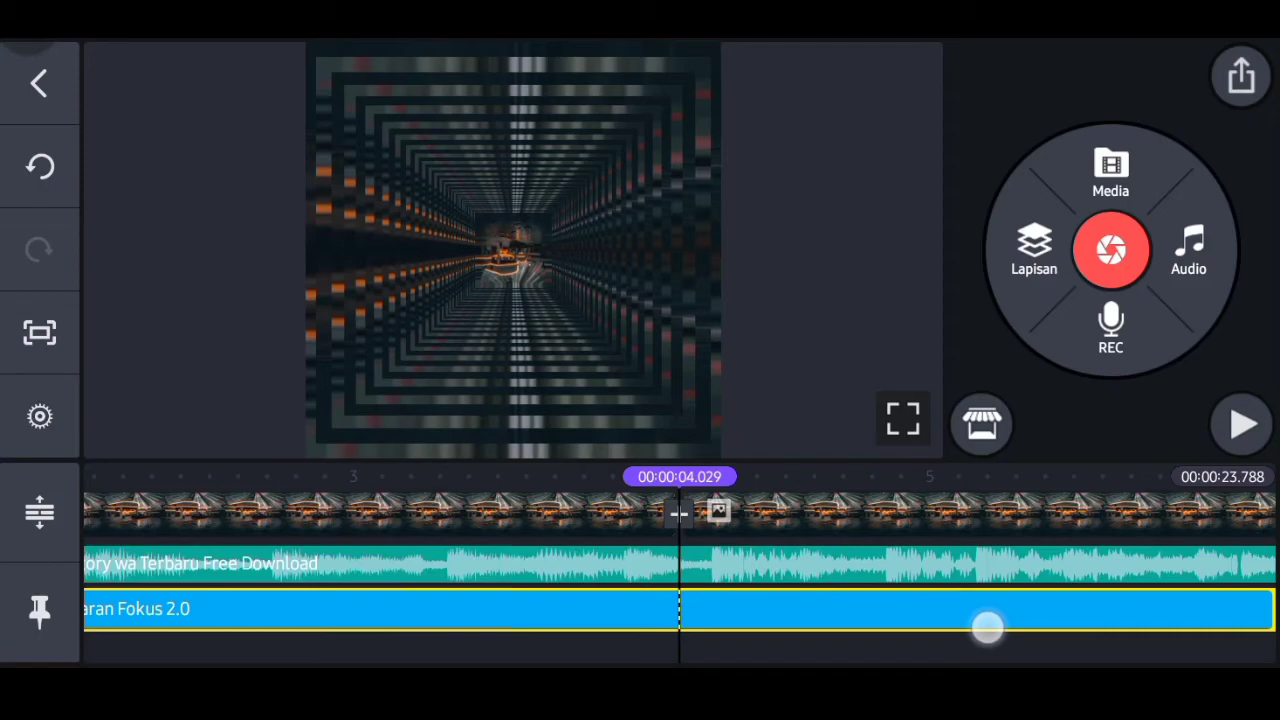 Media
Lapisan
Audio
REC
3
00:00:04.029
5
00:00:23.788
ory wa Terbaru Free Download
aran Fokus 2.0